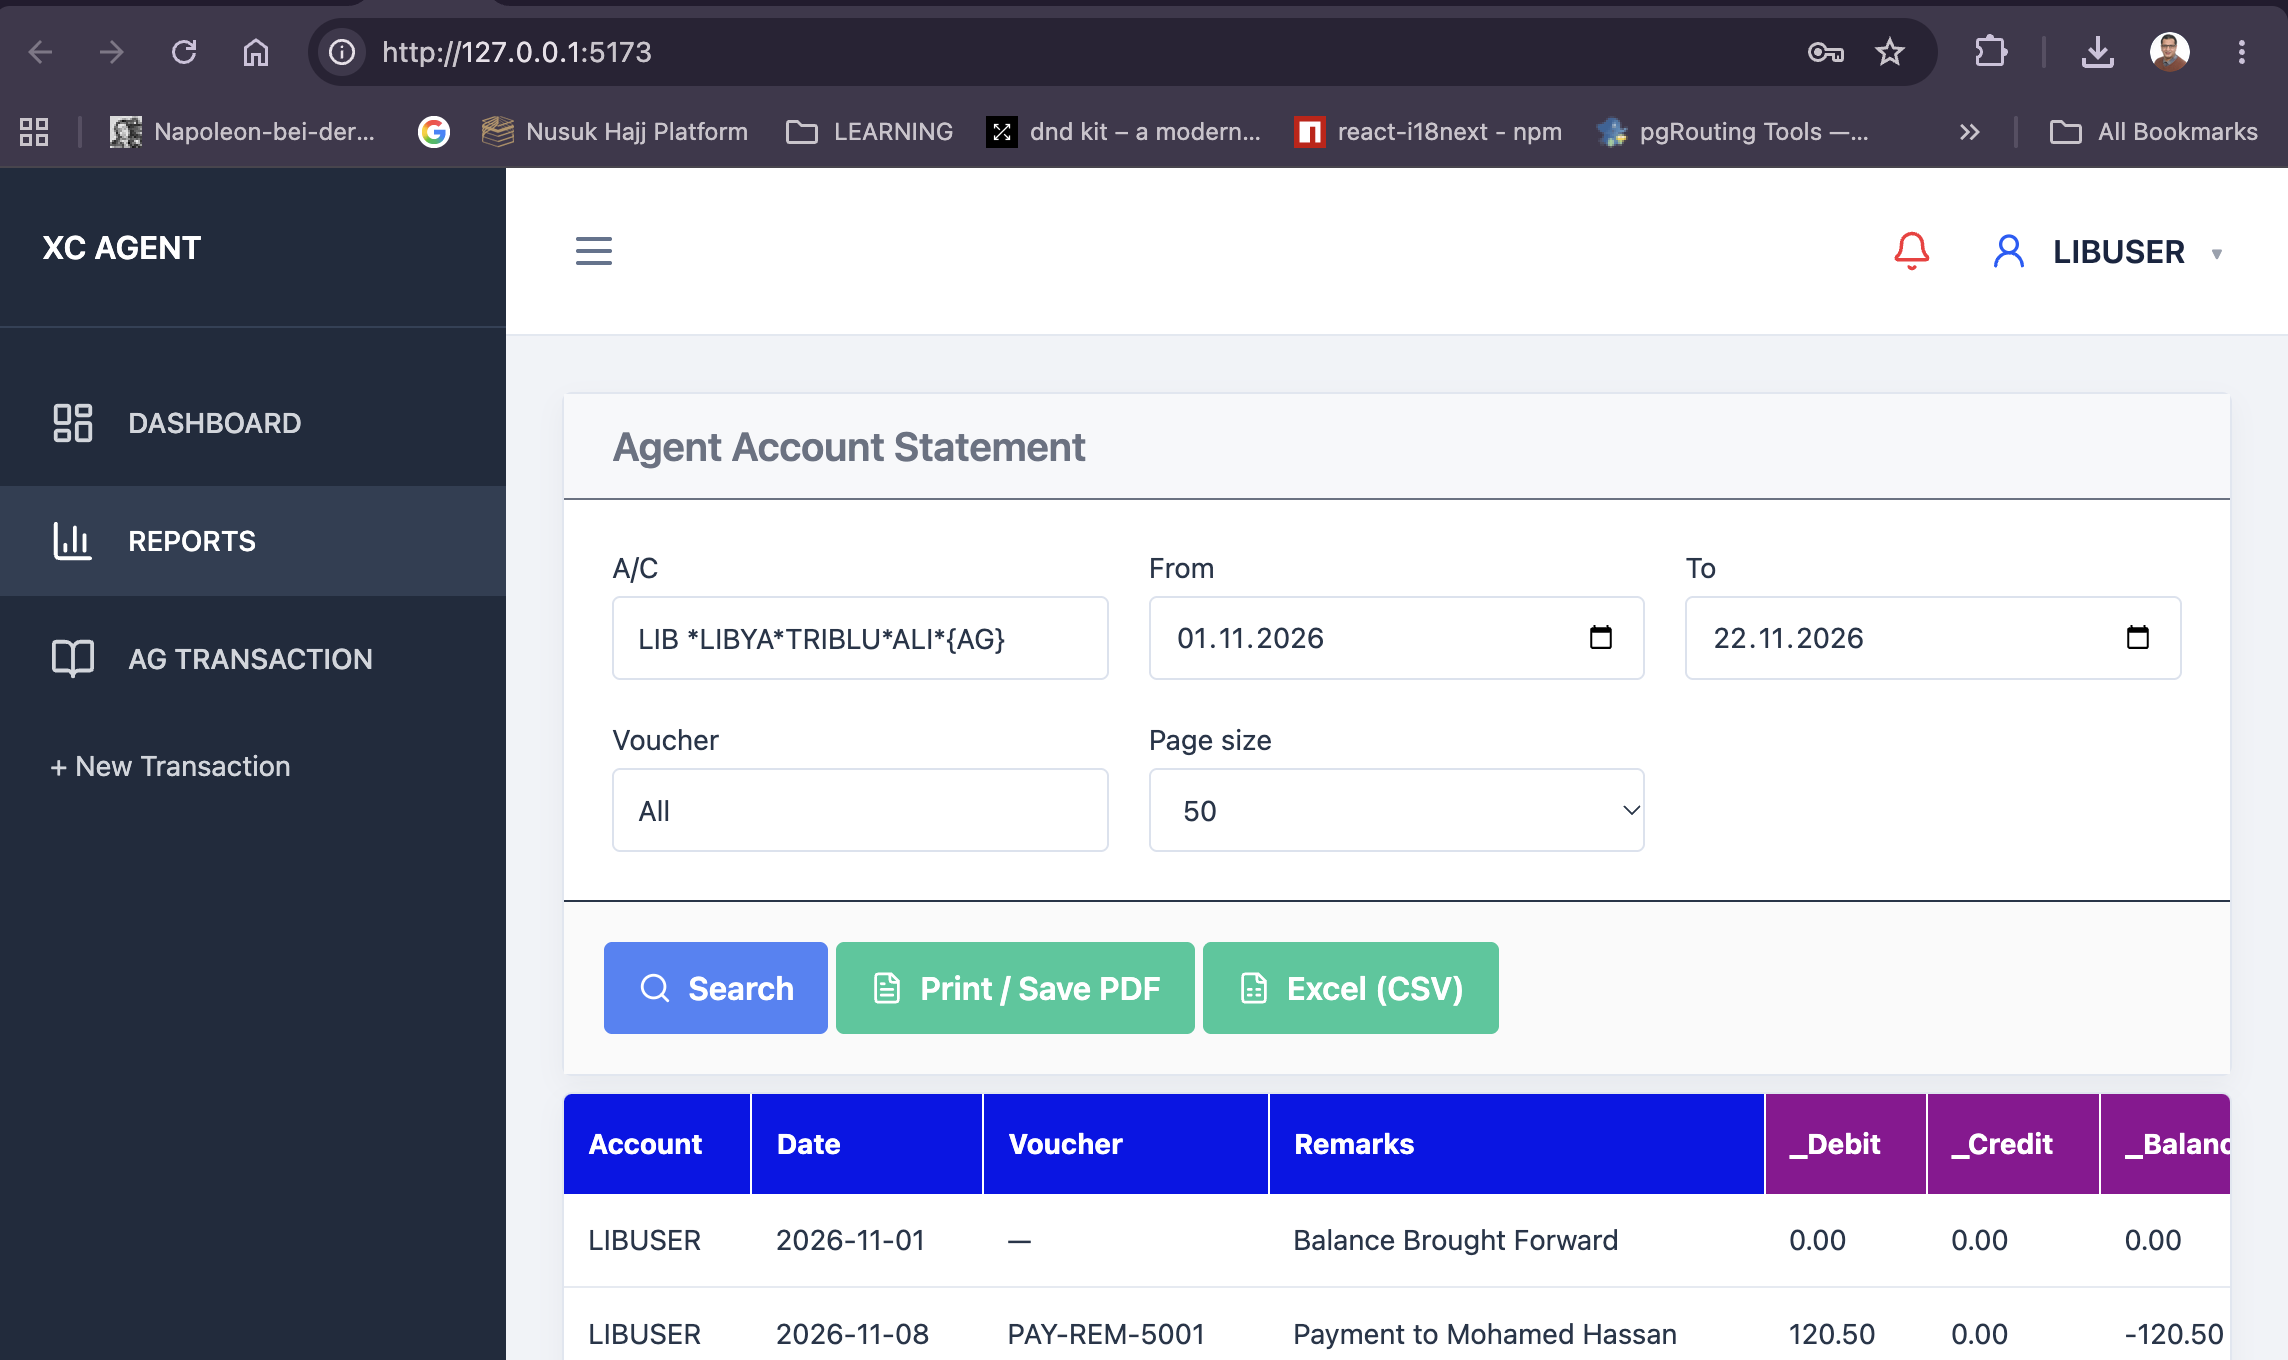 http://127.0.0.1:5173
Napoleon-bei-der...
Nusuk Hajj Platform
LEARNING
dnd kit – a modern...
react-i18next - npm
pgRouting Tools —...
All Bookmarks
XC AGENT
LIBUSER
DASHBOARD
REPORTS
AG TRANSACTION
+ New Transaction
Agent Account Statement
A/C From To
LIB *LIBYA*TRIBLU*ALI*{AG} 01.11.2026 22.11.2026
Voucher Page size
All 50
Search Print / Save PDF Excel (CSV)
Account Date Voucher Remarks _Debit _Credit _Balanc
LIBUSER 2026-11-01 — Balance Brought Forward 0.00 0.00 0.00
LIBUSER 2026-11-08 PAY-REM-5001 Payment to Mohamed Hassan 120.50 0.00 -120.50